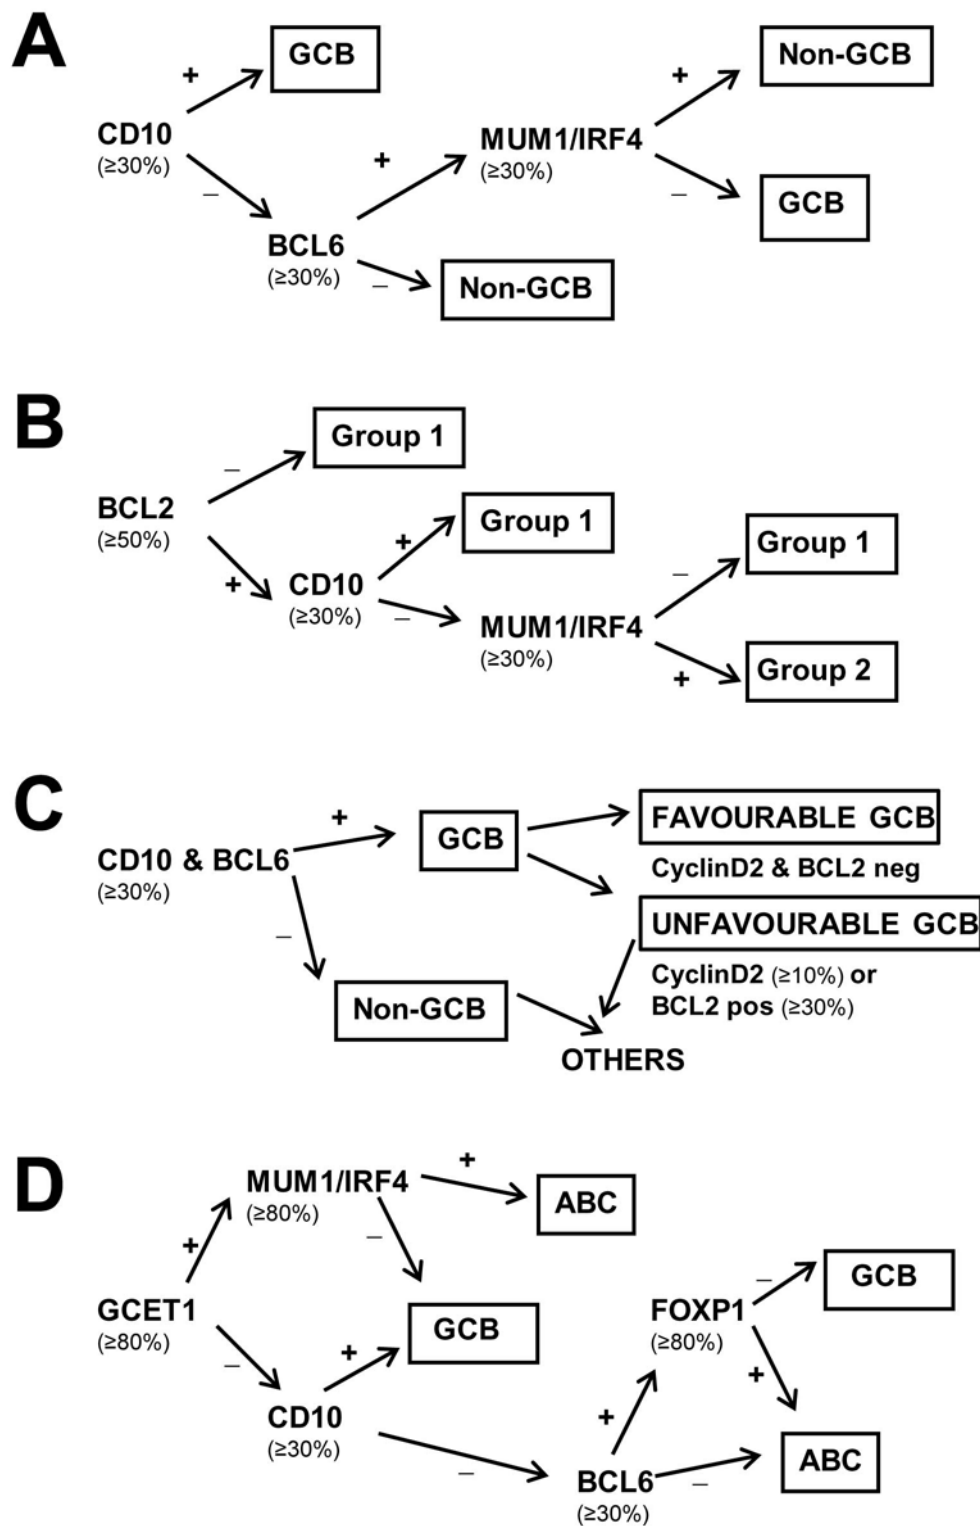 A
GCB
+
CD10
(≥30%)
–
BCL6
(≥30%)
+
–
Non-GCB
MUM1/IRF4
(≥30%)
+
Non-GCB
–
GCB
B
BCL2
(≥50%)
–
Group 1
+
CD10
(≥30%)
+
Group 1
–
MUM1/IRF4
(≥30%)
–
Group 1
+
Group 2
C
CD10 & BCL6
(≥30%)
+
GCB
FAVOURABLE GCB
CyclinD2 & BCL2 neg
UNFAVOURABLE GCB
CyclinD2 (≥10%) or
BCL2 pos (≥30%)
–
Non-GCB
OTHERS
D
GCET1
(≥80%)
+
MUM1/IRF4
(≥80%)
+
ABC
–
GCB
–
CD10
(≥30%)
+
–
BCL6
(≥30%)
+
FOXP1
(≥80%)
–
GCB
+
–
ABC